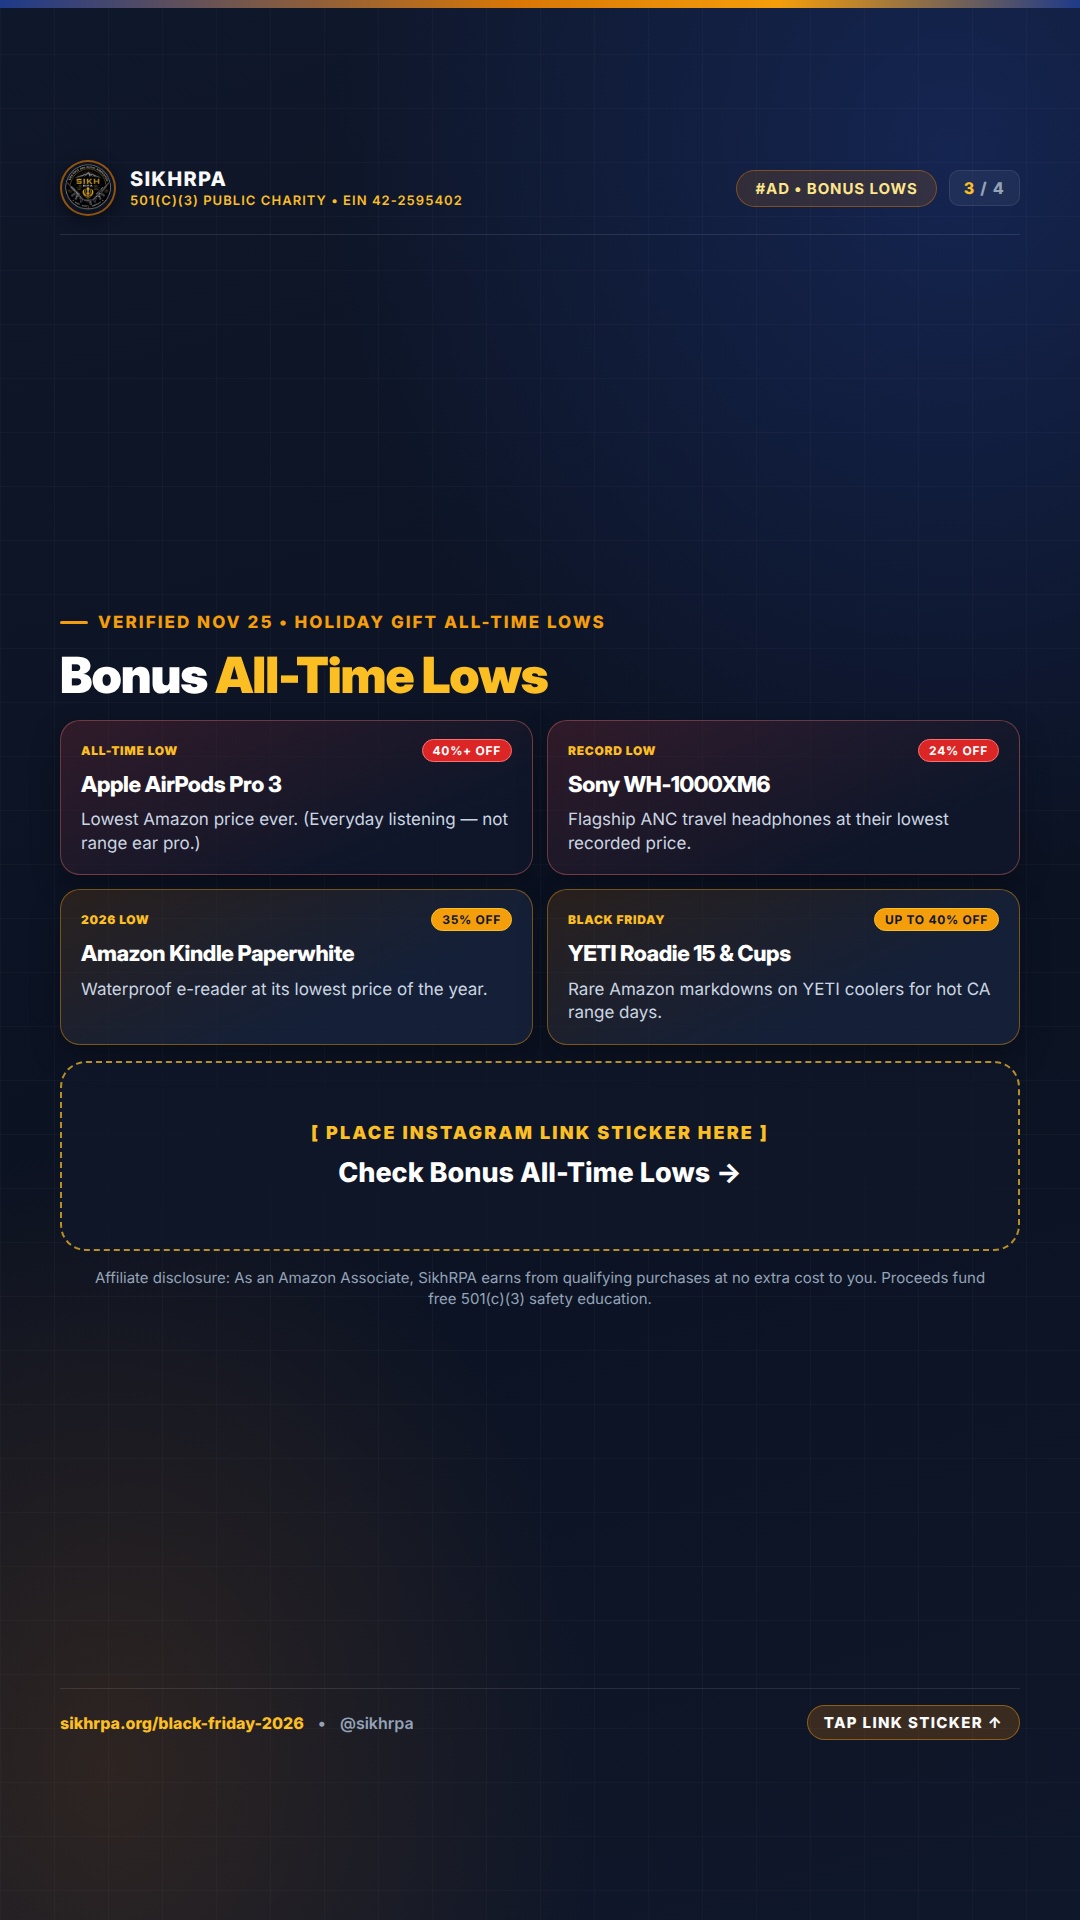 SIKH
SIKHRPA
501(C)(3) PUBLIC CHARITY • EIN 42-2595402
#AD • BONUS LOWS
3 / 4
VERIFIED NOV 25 • HOLIDAY GIFT ALL-TIME LOWS
Bonus All-Time Lows
ALL-TIME LOW
40%+ OFF
Apple AirPods Pro 3
Lowest Amazon price ever. (Everyday listening — not
range ear pro.)
RECORD LOW
24% OFF
Sony WH-1000XM6
Flagship ANC travel headphones at their lowest
recorded price.
2026 LOW
35% OFF
Amazon Kindle Paperwhite
Waterproof e-reader at its lowest price of the year.
BLACK FRIDAY
UP TO 40% OFF
YETI Roadie 15 & Cups
Rare Amazon markdowns on YETI coolers for hot CA
range days.
[ PLACE INSTAGRAM LINK STICKER HERE ]
Check Bonus All-Time Lows →
Affiliate disclosure: As an Amazon Associate, SikhRPA earns from qualifying purchases at no extra cost to you. Proceeds fund
free 501(c)(3) safety education.
sikhrpa.org/black-friday-2026 • @sikhrpa
TAP LINK STICKER ↑